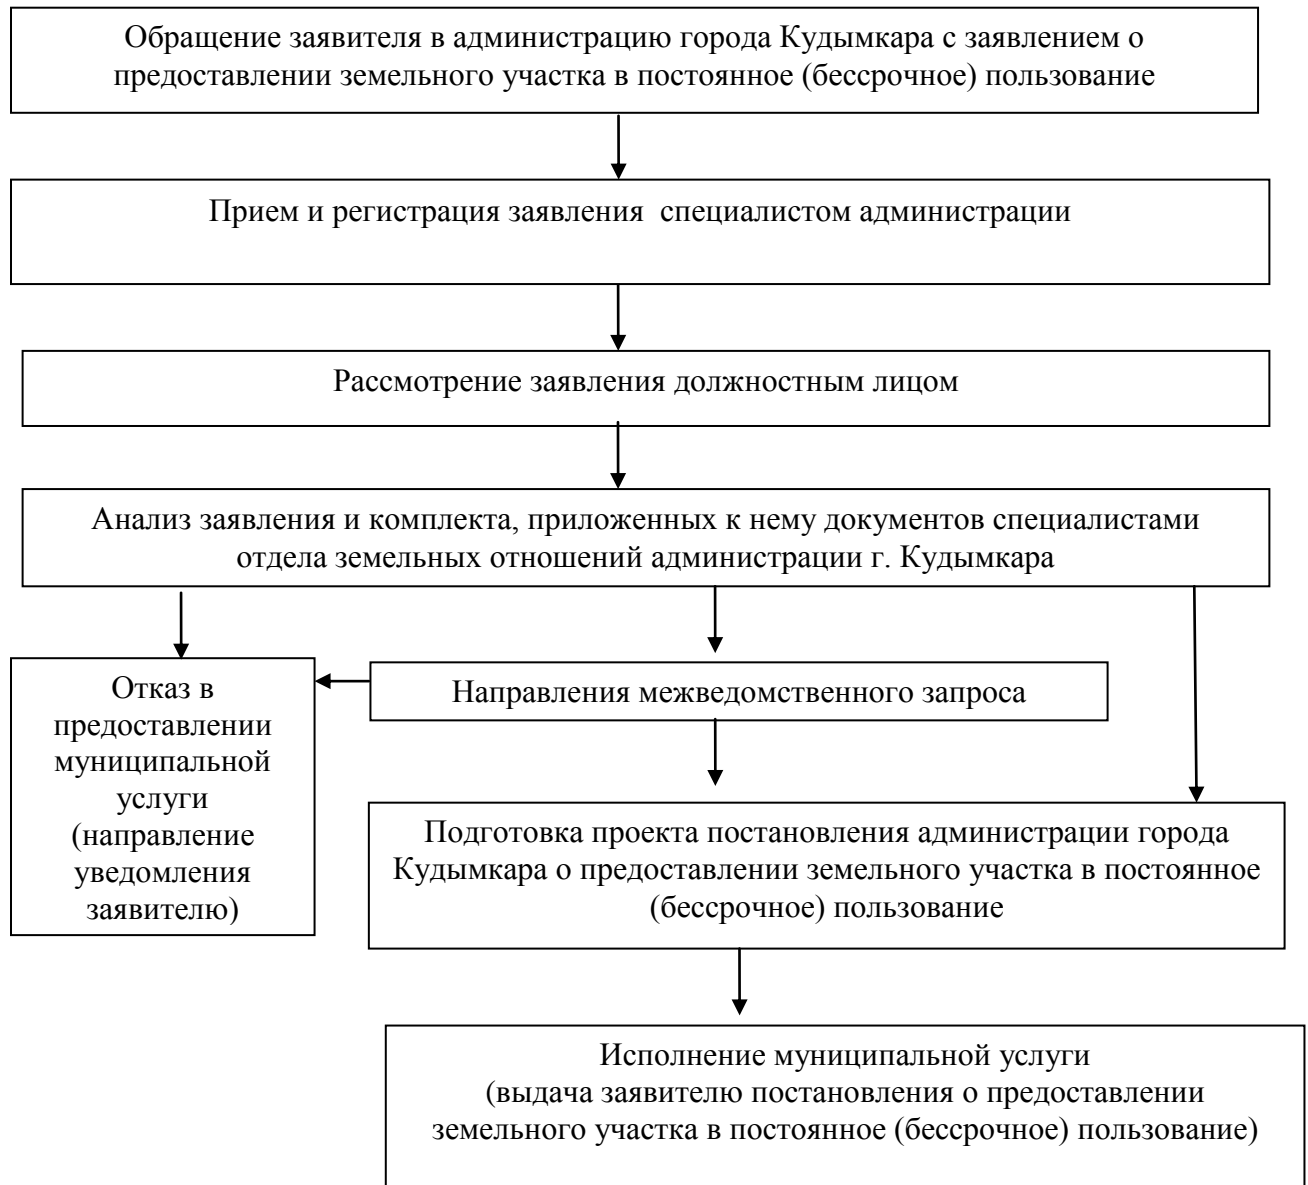 Обращение заявителя в администрацию города Кудымкара с заявлением о
предоставлении земельного участка в постоянное (бессрочное) пользование
Прием и регистрация заявления специалистом администрации
Рассмотрение заявления должностным лицом
Анализ заявления и комплекта, приложенных к нему документов специалистами
отдела земельных отношений администрации г. Кудымкара
Отказ в
предоставлении
муниципальной
услуги
(направление
уведомления
заявителю)
Направления межведомственного запроса
Подготовка проекта постановления администрации города
Кудымкара о предоставлении земельного участка в постоянное
(бессрочное) пользование
Исполнение муниципальной услуги
(выдача заявителю постановления о предоставлении
земельного участка в постоянное (бессрочное) пользование)